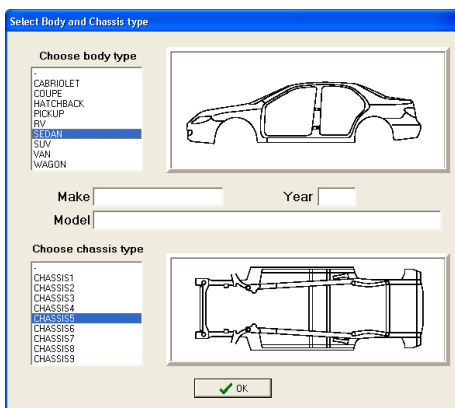 Select Body and Chassis type
Choose body type
.
CABRIOLET
COUPE
HATCHBACK
PICKUP
RV
SEDAN
SUV
VAN
WAGON
Make
Year
Model
Choose chassis type
.
CHASSIS1
CHASSIS2
CHASSIS3
CHASSIS4
CHASSIS5
CHASSIS6
CHASSIS7
CHASSIS8
CHASSIS9
OK